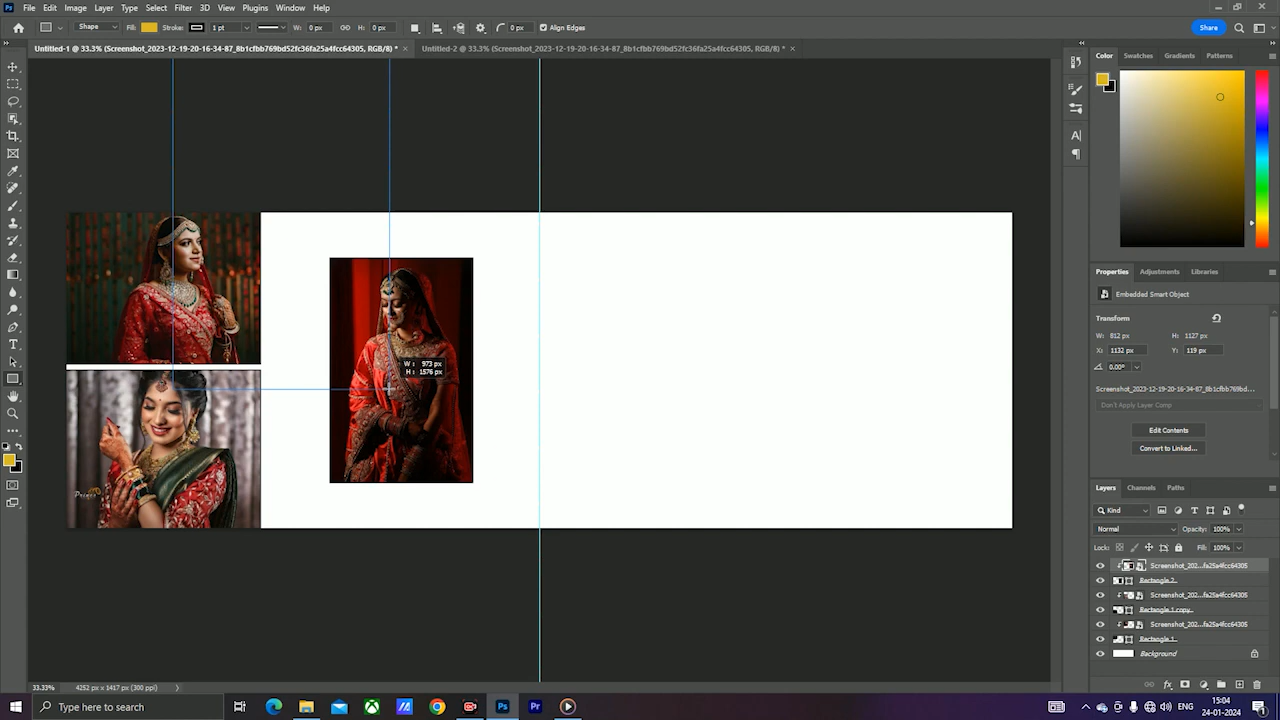 Ps File Edit Image Layer Type Select Filter 3D View Plugins Window Help
Shape Fill: Stroke: 1 pt W: 0 px H: 0 px 0 px Align Edges Share
Untitled-1 @ 33.3% (Screenshot_2023-12-19-20-16-34-87_8b1cfbb769bd52fc36fa25a4fcc64305, RGB/8) * × Untitled-2 @ 33.3% (Screenshot_2023-12-19-20-16-34-87_8b1cfbb769bd52fc36fa25a4fcc64305, RGB/8) * ×
Color Swatches Gradients Patterns
Properties Adjustments Libraries
Embedded Smart Object
Transform
W: 812 px H: 1127 px
X: 1132 px Y: 119 px
0.00°
Screenshot_2023-12-19-20-16-34-87_8b1cfbb769bd...
Don't Apply Layer Comp
Edit Contents
Convert to Linked...
W: 973 px
H: 1576 px
Layers Channels Paths
Kind
Normal Opacity: 100%
Lock: Fill: 100%
Screenshot_202...fa25a4fcc64305
Rectangle 2
Screenshot_202...fa25a4fcc64305
Rectangle 1 copy
Screenshot_202...fa25a4fcc64305
Rectangle 1
Background
33.33% 4252 px x 1417 px (300 ppi)
Type here to search Ps Pr ENG 15:04
24-01-2024